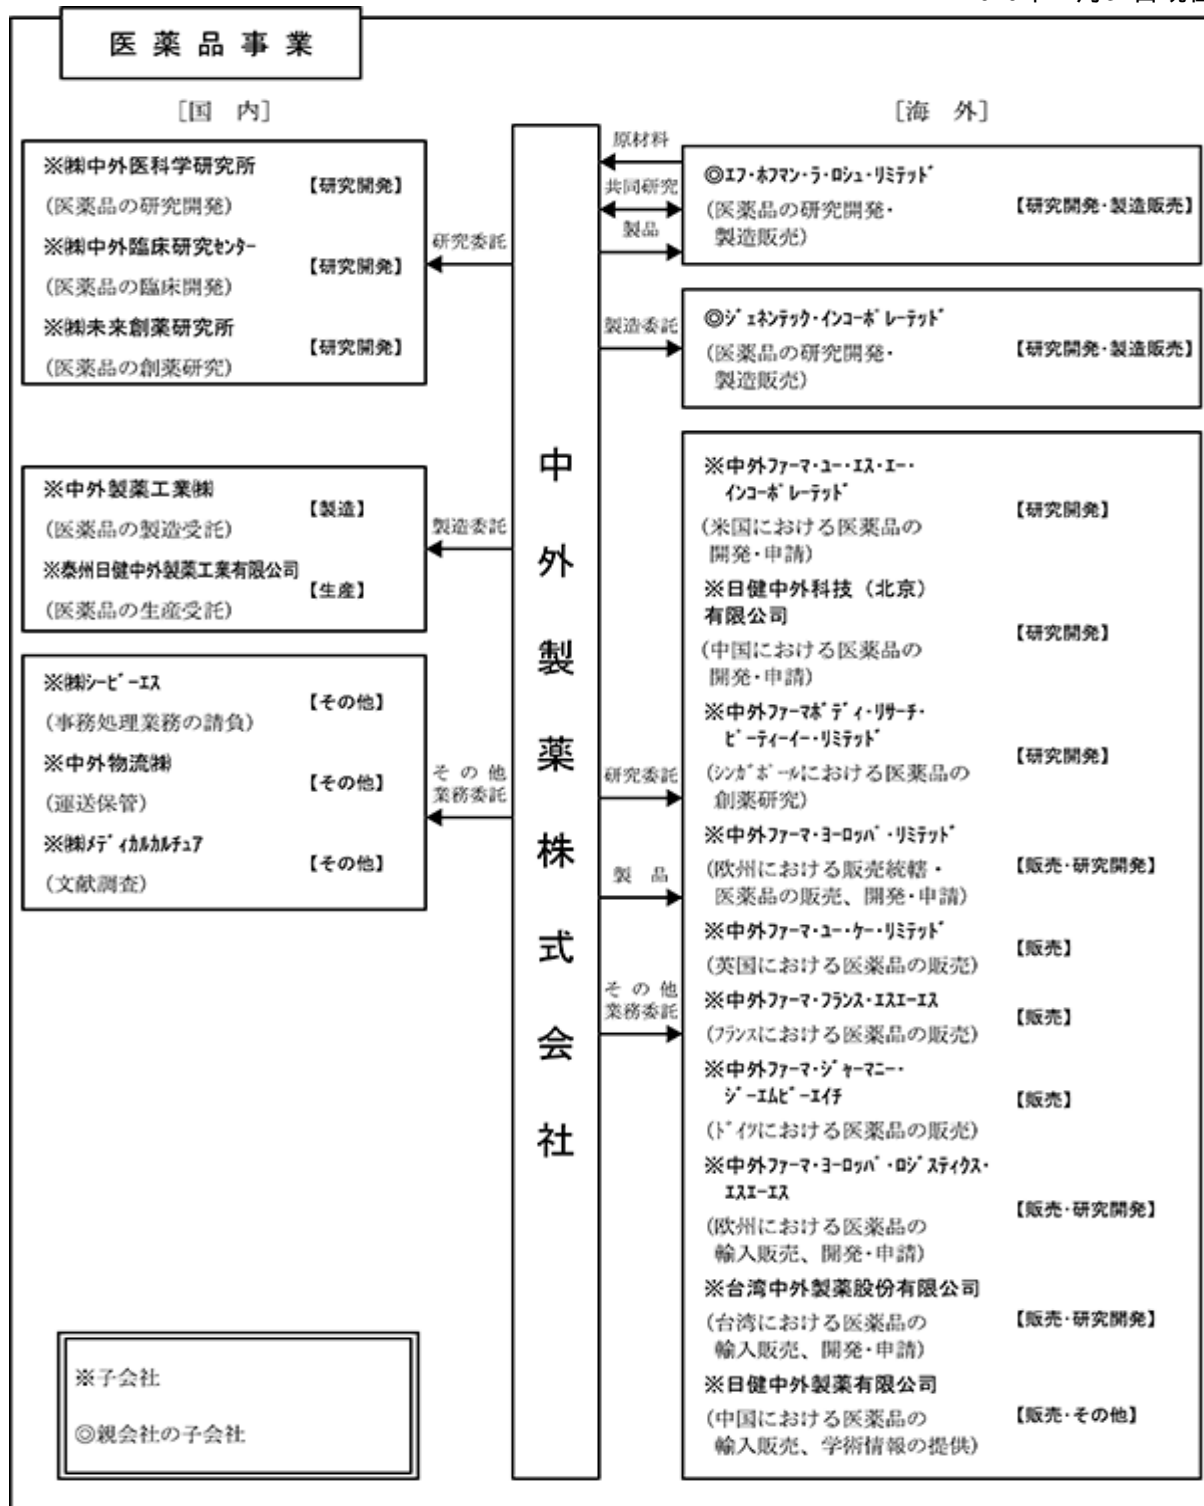 医薬品事業
［国 内］
※㈱中外医科学研究所
【研究開発】
(医薬品の研究開発)
※㈱中外臨床研究ｾﾝﾀｰ
【研究開発】
(医薬品の臨床開発)
※㈱未来創薬研究所
【研究開発】
(医薬品の創薬研究)
研究委託
※中外製薬工業㈱
【製造】
(医薬品の製造受託)
※泰州日健中外製薬工業有限公司
【生産】
(医薬品の生産受託)
製造委託
※㈱ｼｰﾋﾞｰｴｽ
【その他】
(事務処理業務の請負)
※中外物流㈱
【その他】
(運送保管)
※㈱ﾒﾃﾞｨｶﾙｶﾙﾁｭｱ
【その他】
(文献調査)
その他
業務委託
※子会社
◎親会社の子会社
中外製薬株式会社
［海 外］
原材料
共同研究
製品
◎ｴﾌ･ﾎﾌﾏﾝ･ﾗ･ﾛｼｭ･ﾘﾐﾃｯﾄﾞ
【研究開発･製造販売】
(医薬品の研究開発･
製造販売)
製造委託
◎ｼﾞｪﾈﾝﾃｯｸ･ｲﾝｺｰﾎﾟﾚｰﾃｯﾄﾞ
【研究開発･製造販売】
(医薬品の研究開発･
製造販売)
研究委託
製 品
その他
業務委託
※中外ﾌｧｰﾏ･ﾕｰ･ｴｽ･ｴｰ･
ｲﾝｺｰﾎﾟﾚｰﾃｯﾄﾞ
【研究開発】
(米国における医薬品の
開発･申請)
※日健中外科技（北京）
有限公司
【研究開発】
(中国における医薬品の
開発･申請)
※中外ﾌｧｰﾏﾎﾞﾃﾞｨ･ﾘｻｰﾁ･
ﾋﾟｰﾃｨｰｲｰ･ﾘﾐﾃｯﾄﾞ
【研究開発】
(ｼﾝｶﾞﾎﾟｰﾙにおける医薬品の
創薬研究)
※中外ﾌｧｰﾏ･ﾖｰﾛｯﾊﾟ･ﾘﾐﾃｯﾄﾞ
【販売･研究開発】
(欧州における販売統轄・
医薬品の販売、開発･申請)
※中外ﾌｧｰﾏ･ﾕｰ･ｹｰ･ﾘﾐﾃｯﾄﾞ
【販売】
(英国における医薬品の販売)
※中外ﾌｧｰﾏ･ﾌﾗﾝｽ･ｴｽｴｰｴｽ
【販売】
(ﾌﾗﾝｽにおける医薬品の販売)
※中外ﾌｧｰﾏ･ｼﾞｬｰﾏﾆｰ･
ｼﾞｰｴﾑﾋﾞｰｴｲﾁ
【販売】
(ﾄﾞｲﾂにおける医薬品の販売)
※中外ﾌｧｰﾏ･ﾖｰﾛｯﾊﾟ･ﾛｼﾞｽﾃｨｸｽ･
ｴｽｴｰｴｽ
【販売･研究開発】
(欧州における医薬品の
輸入販売、開発･申請)
※台湾中外製薬股份有限公司
【販売･研究開発】
(台湾における医薬品の
輸入販売、開発･申請)
※日健中外製薬有限公司
【販売･その他】
(中国における医薬品の
輸入販売、学術情報の提供)